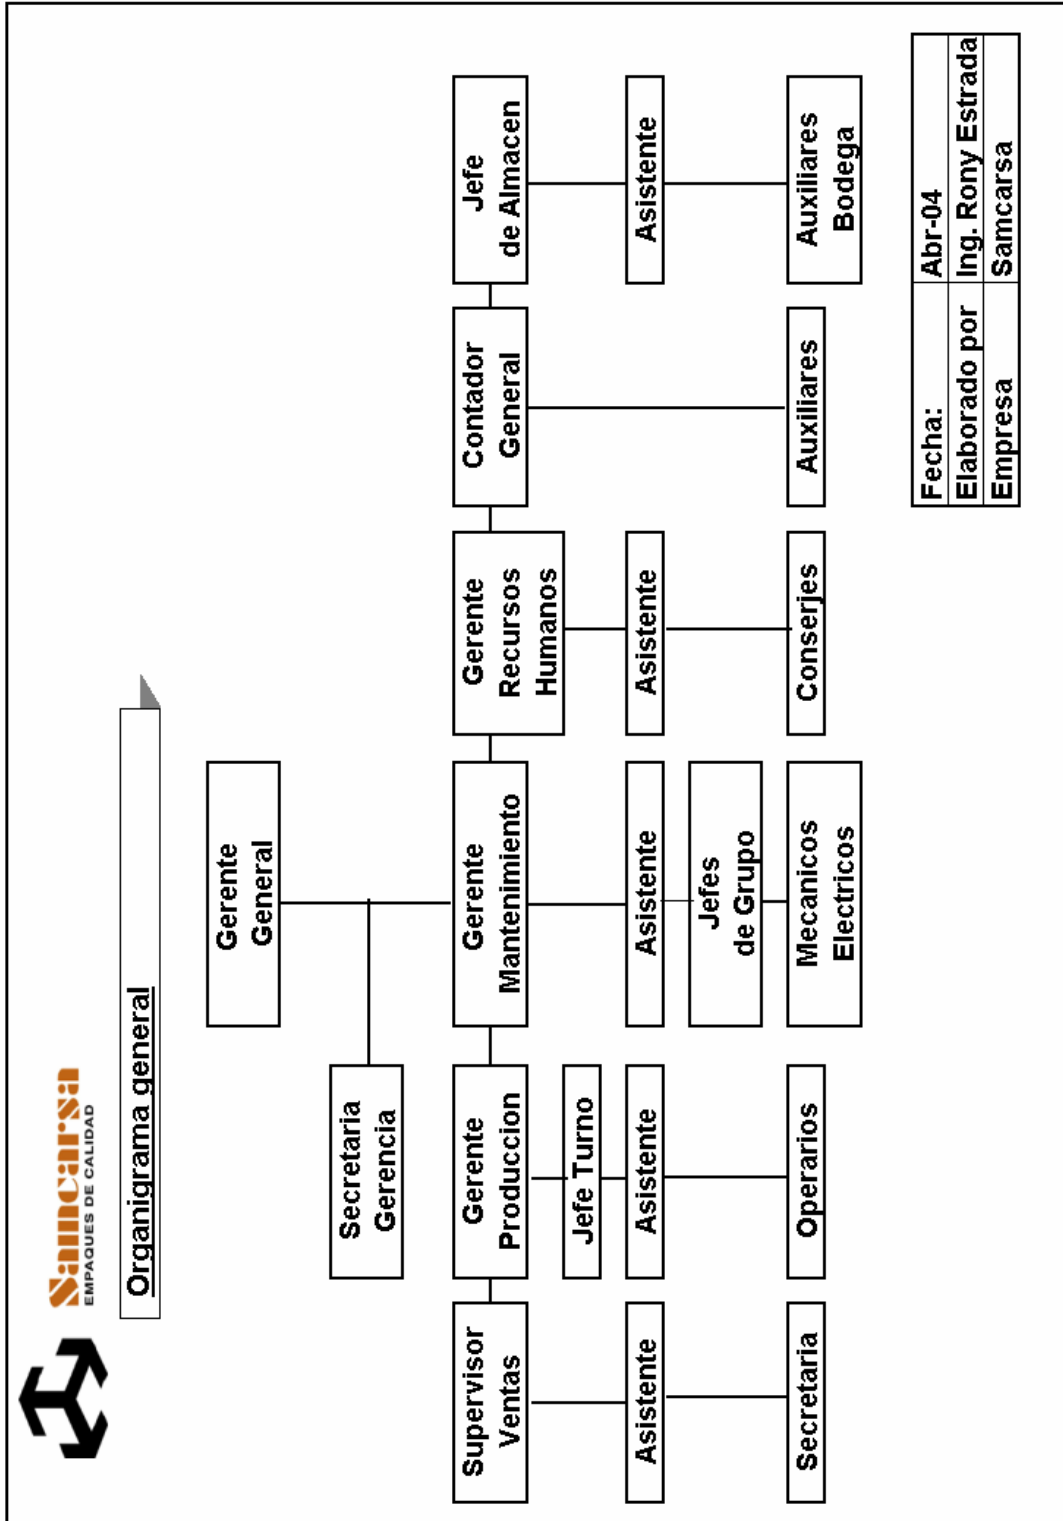 Samcarsa
EMPAQUES DE CALIDAD
Organigrama general
Gerente
General
Secretaria
Gerencia
Supervisor
Ventas
Gerente
Produccion
Gerente
Mantenimiento
Gerente
Recursos
Humanos
Contador
General
Jefe
de Almacen
Jefe Turno
Asistente
Asistente
Asistente
Asistente
Asistente
Jefes
de Grupo
Secretaria
Operarios
Mecanicos
Electricos
Conserjes
Auxiliares
Auxiliares
Bodega
Fecha: Abr-04
Elaborado por Ing. Rony Estrada
Empresa Samcarsa